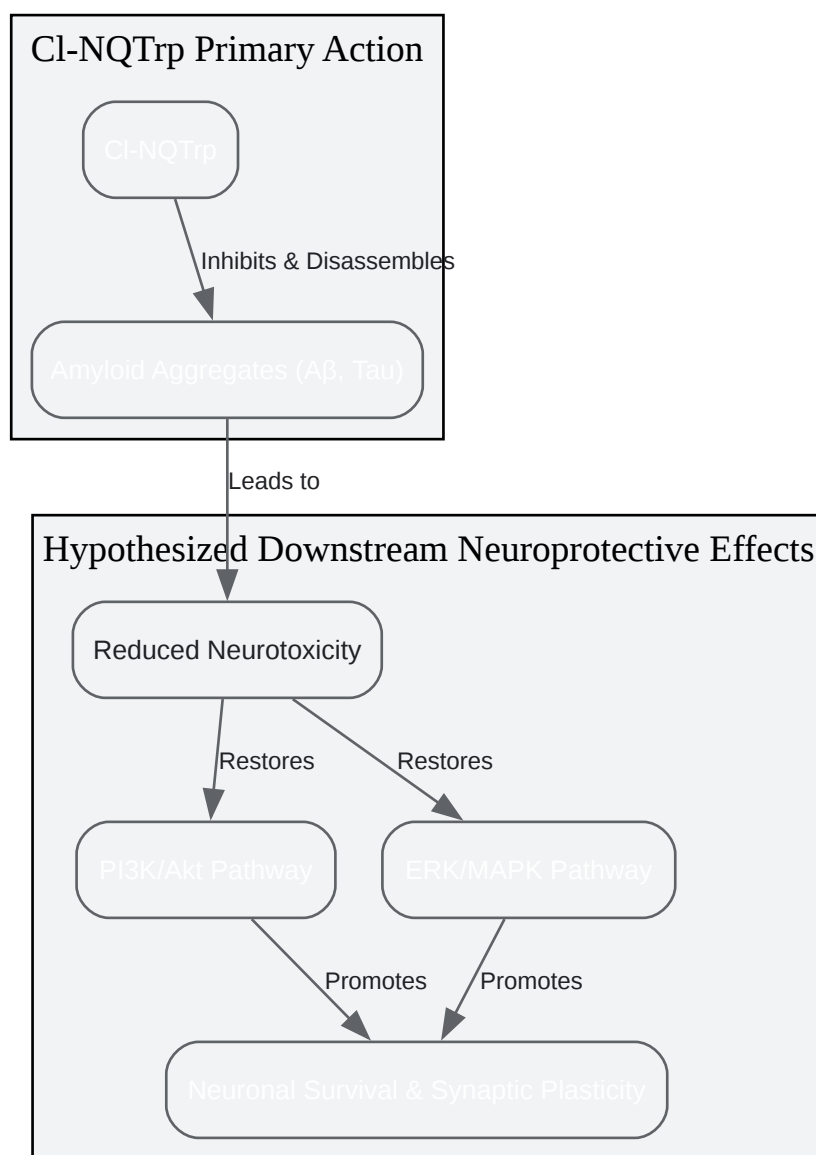 Cl-NQTrp Primary Action
Cl-NQTrp
Inhibits & Disassembles
Amyloid Aggregates (Aβ, Tau)
Leads to
Hypothesized Downstream Neuroprotective Effects
Reduced Neurotoxicity
Restores
Restores
PI3K/Akt Pathway
ERK/MAPK Pathway
Promotes
Promotes
Neuronal Survival & Synaptic Plasticity